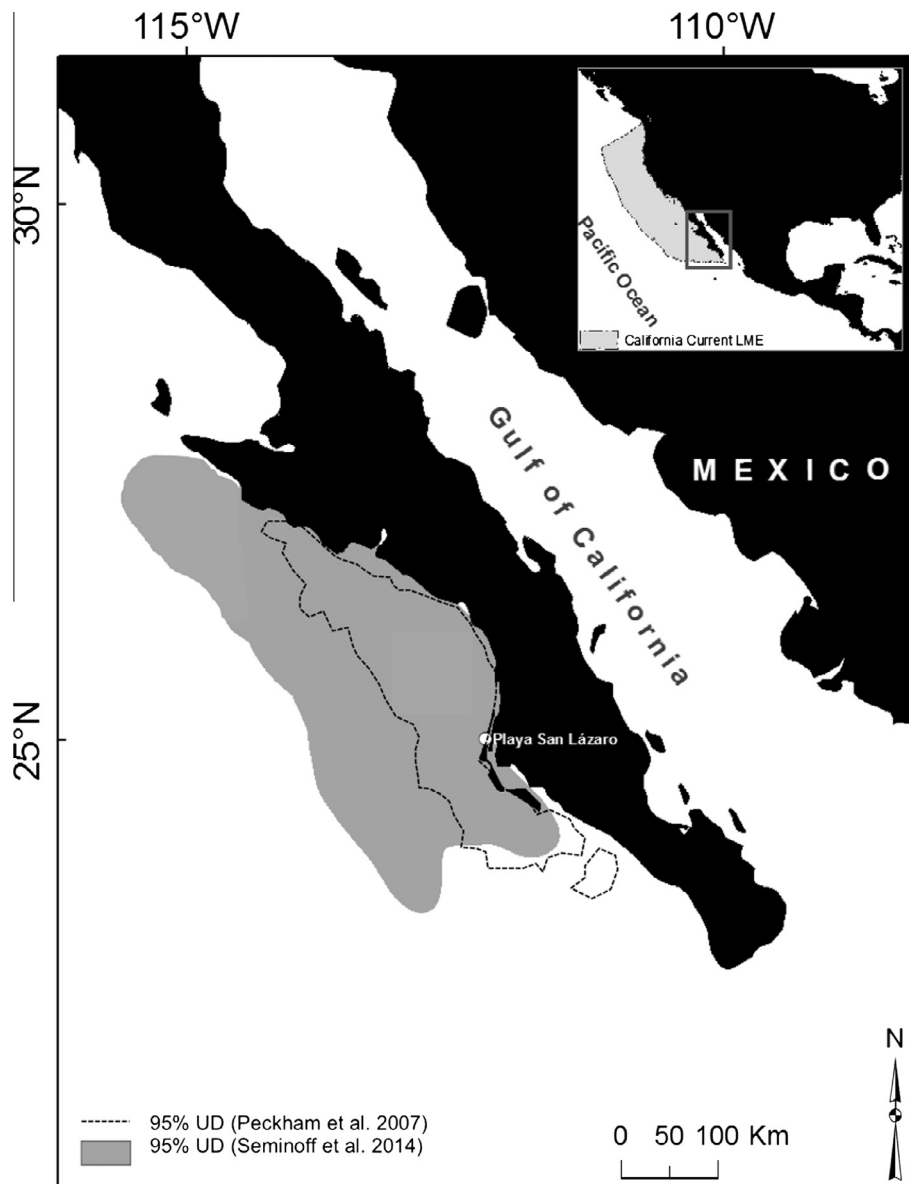 115°W
110°W
30°N
25°N
Pacific Ocean
California Current LME
Gulf of California
MEXICO
Playa San Lázaro
N
95% UD (Peckham et al. 2007)
95% UD (Seminoff et al. 2014)
0 50 100 Km